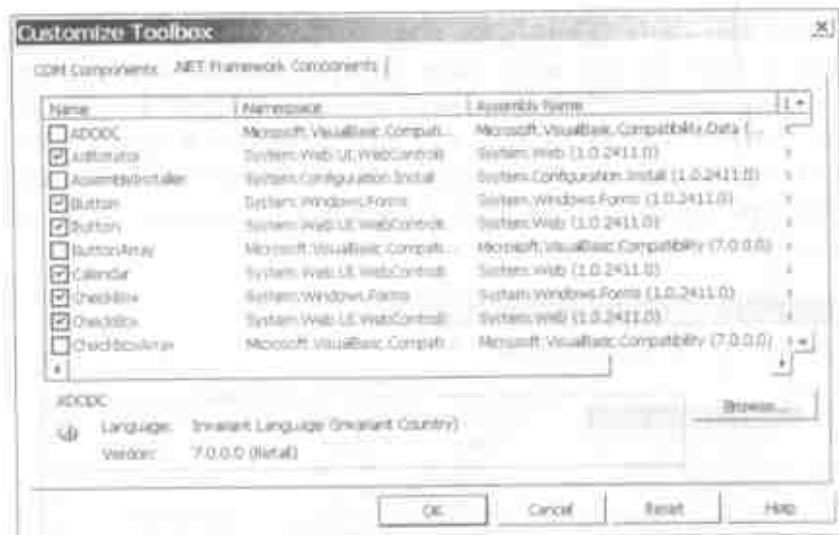 Customize Toolbox
COM Components .NET Framework Components
Name Namespace Assembly Name
ADODC Microsoft.VisualBasic.Compati... Microsoft.VisualBasic.Compatibility.Data (...
AdRotator System.Web.UI.WebControls System.Web (1.0.2411.0)
AssemblyInstaller System.Configuration.Install System.Configuration.Install (1.0.2411.0)
Button System.Windows.Forms System.Windows.Forms (1.0.2411.0)
Button System.Web.UI.WebControls System.Web (1.0.2411.0)
ButtonArray Microsoft.VisualBasic.Compati... Microsoft.VisualBasic.Compatibility (7.0.0.0)
Calendar System.Web.UI.WebControls System.Web (1.0.2411.0)
CheckBox System.Windows.Forms System.Windows.Forms (1.0.2411.0)
CheckBox System.Web.UI.WebControls System.Web (1.0.2411.0)
CheckBoxArray Microsoft.VisualBasic.Compati... Microsoft.VisualBasic.Compatibility (7.0.0.0)
ADODC
Language: Invariant Language (Invariant Country)
Version: 7.0.0.0 (Retail)
Browse...
OK Cancel Reset Help